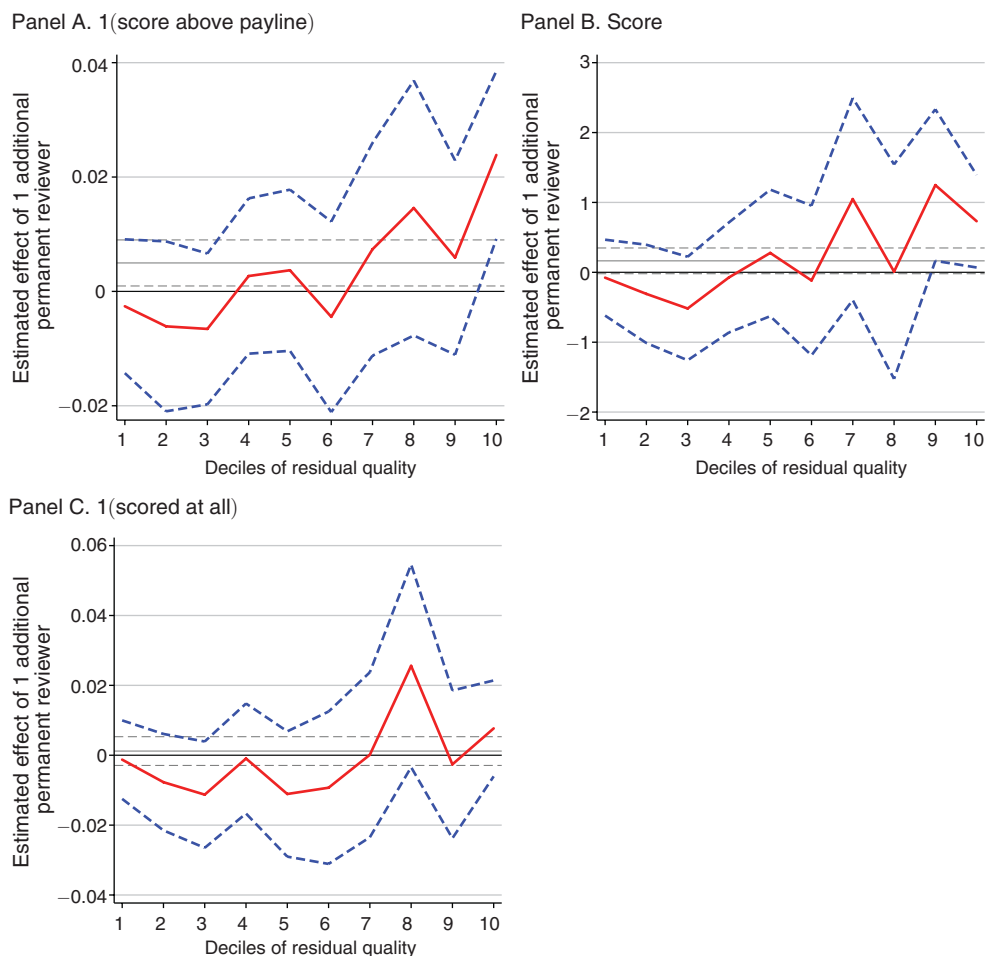 Panel A. 1(score above payline)
Estimated effect of 1 additional
permanent reviewer
0.04
0.02
0
−0.02
1 2 3 4 5 6 7 8 9 10
Deciles of residual quality
Panel B. Score
Estimated effect of 1 additional
permanent reviewer
3
2
1
0
−1
−2
1 2 3 4 5 6 7 8 9 10
Deciles of residual quality
Panel C. 1(scored at all)
Estimated effect of 1 additional
permanent reviewer
0.06
0.04
0.02
0
−0.02
−0.04
1 2 3 4 5 6 7 8 9 10
Deciles of residual quality